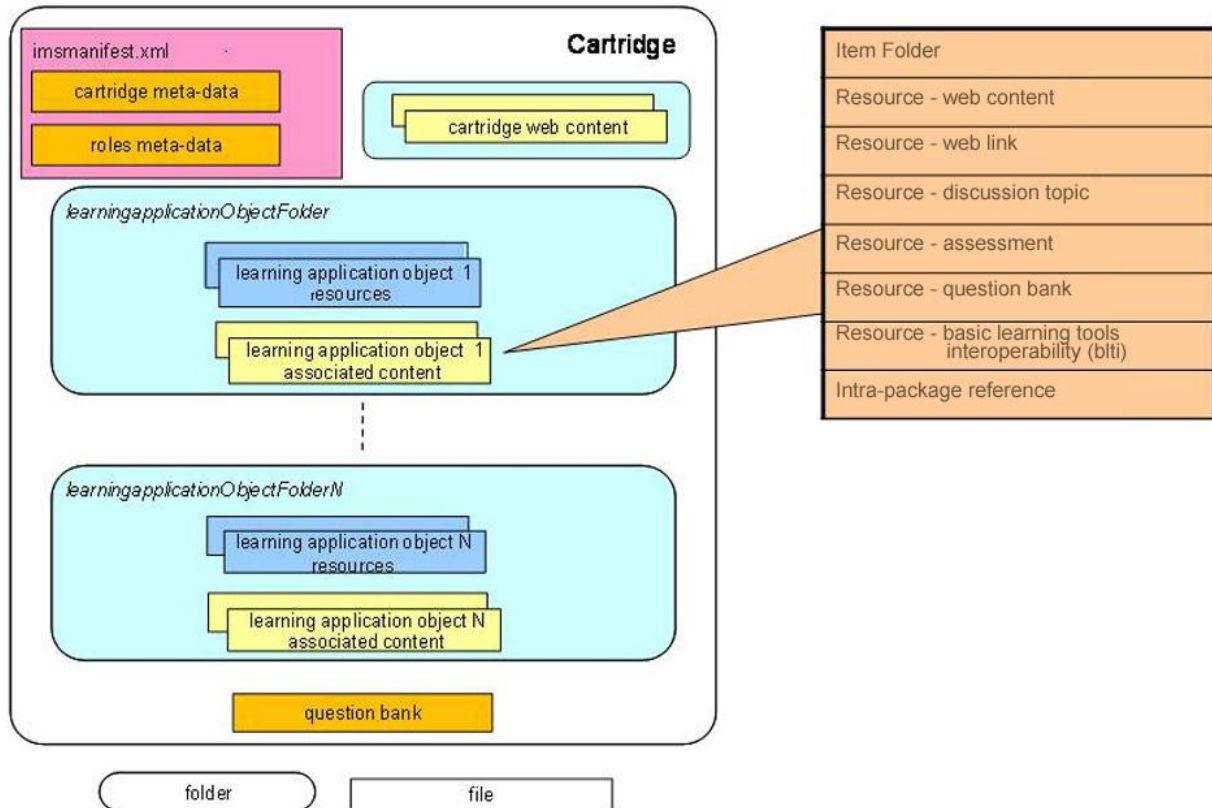 Cartridge
imsmanifest.xml
cartridge meta-data
roles meta-data
cartridge web content
learningapplicationObjectFolder
learning application object 1
resources
learning application object 1
associated content
learningapplicationObjectFolderN
learning application object N
resources
learning application object N
associated content
question bank
folder
file
Item Folder
Resource - web content
Resource - web link
Resource - discussion topic
Resource - assessment
Resource - question bank
Resource - basic learning tools
interoperability (blti)
Intra-package reference